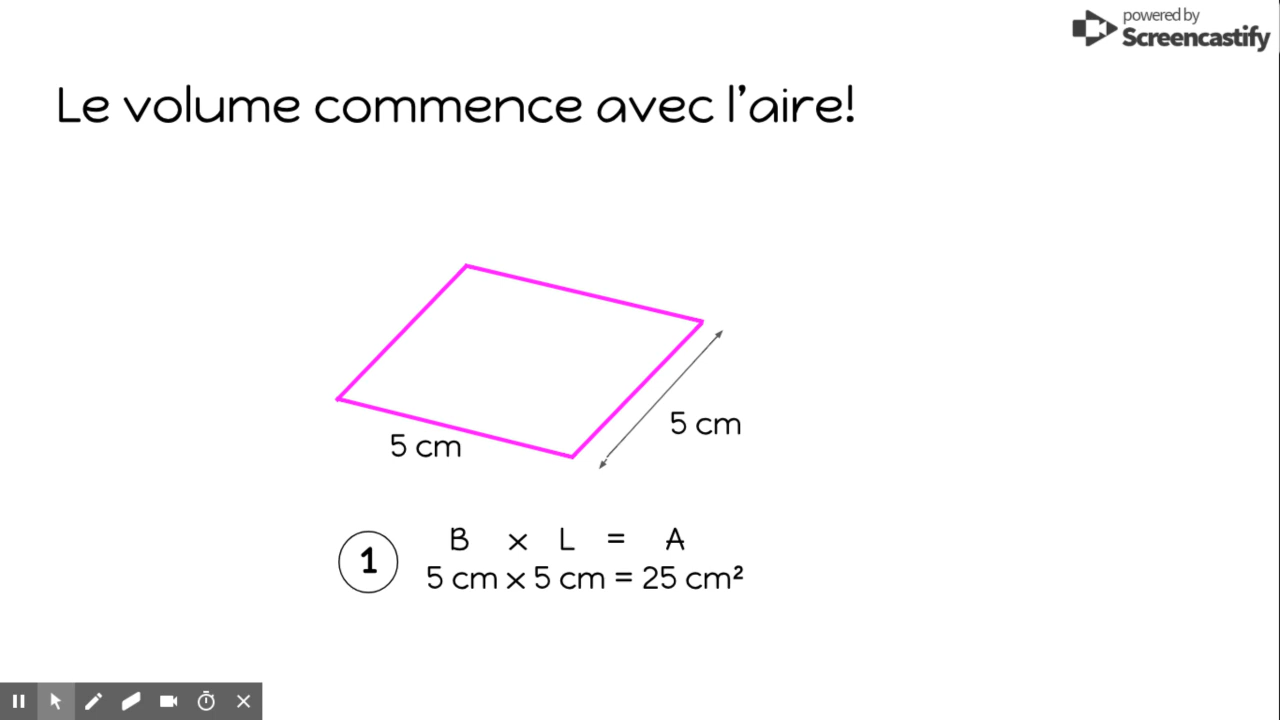 powered by
Screencastify
Le volume commence avec l'aire!
5 cm
5 cm
1
B x L = A
5 cm x 5 cm = 25 cm²